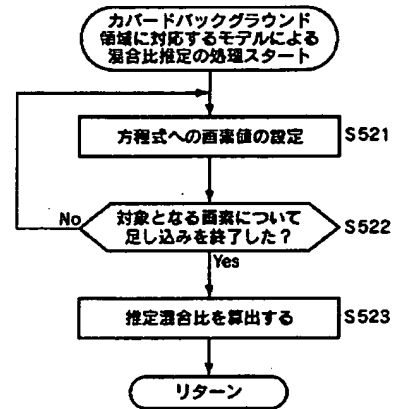 カバードバックグラウンド
領域に対応するモデルによる
混合比推定の処理スタート
方程式への画素値の設定
S521
対象となる画素について
足し込みを終了した?
S522
No
Yes
推定混合比を算出する
S523
リターン